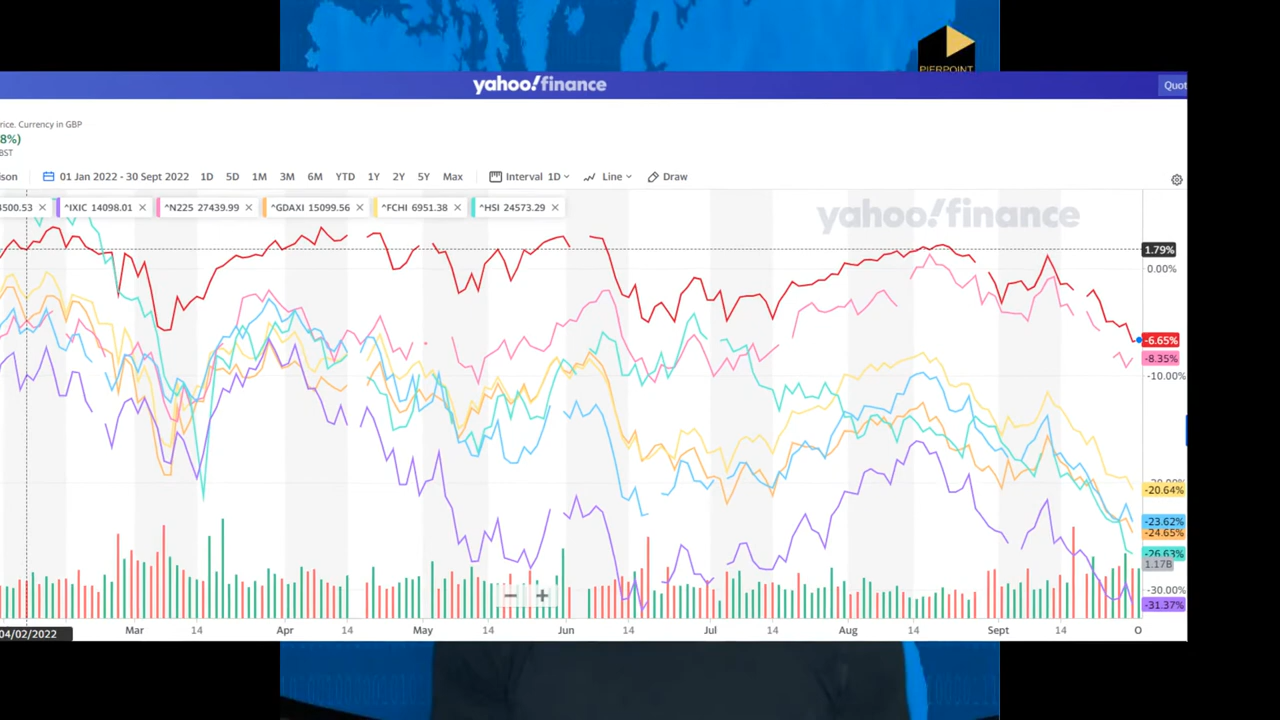 PIERPOINT
yahoo!finance
Quot
rice. Currency in GBP
8%)
BST
ison 01 Jan 2022 - 30 Sept 2022 1D 5D 1M 3M 6M YTD 1Y 2Y 5Y Max Interval 1D Line Draw
4500.53 × ^IXIC 14098.01 × ^N225 27439.99 × ^GDAXI 15099.56 × ^FCHI 6951.38 × ^HSI 24573.29 ×
yahoo!finance
1.79%
0.00%
-6.65%
-8.35%
-10.00%
-20.64%
-23.62%
-24.65%
-26.63%
1.17B
-30.00%
-31.37%
04/02/2022 Mar 14 Apr 14 May 14 Jun 14 Jul 14 Aug 14 Sept 14 O